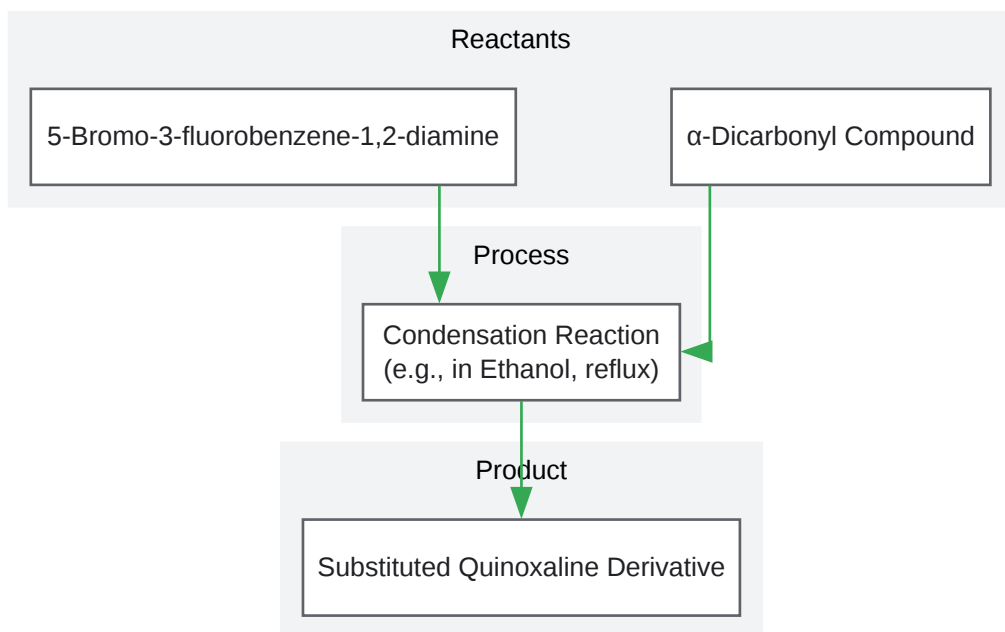 Reactants
5-Bromo-3-fluorobenzene-1,2-diamine
α-Dicarbonyl Compound
Process
Condensation Reaction
(e.g., in Ethanol, reflux)
Product
Substituted Quinoxaline Derivative